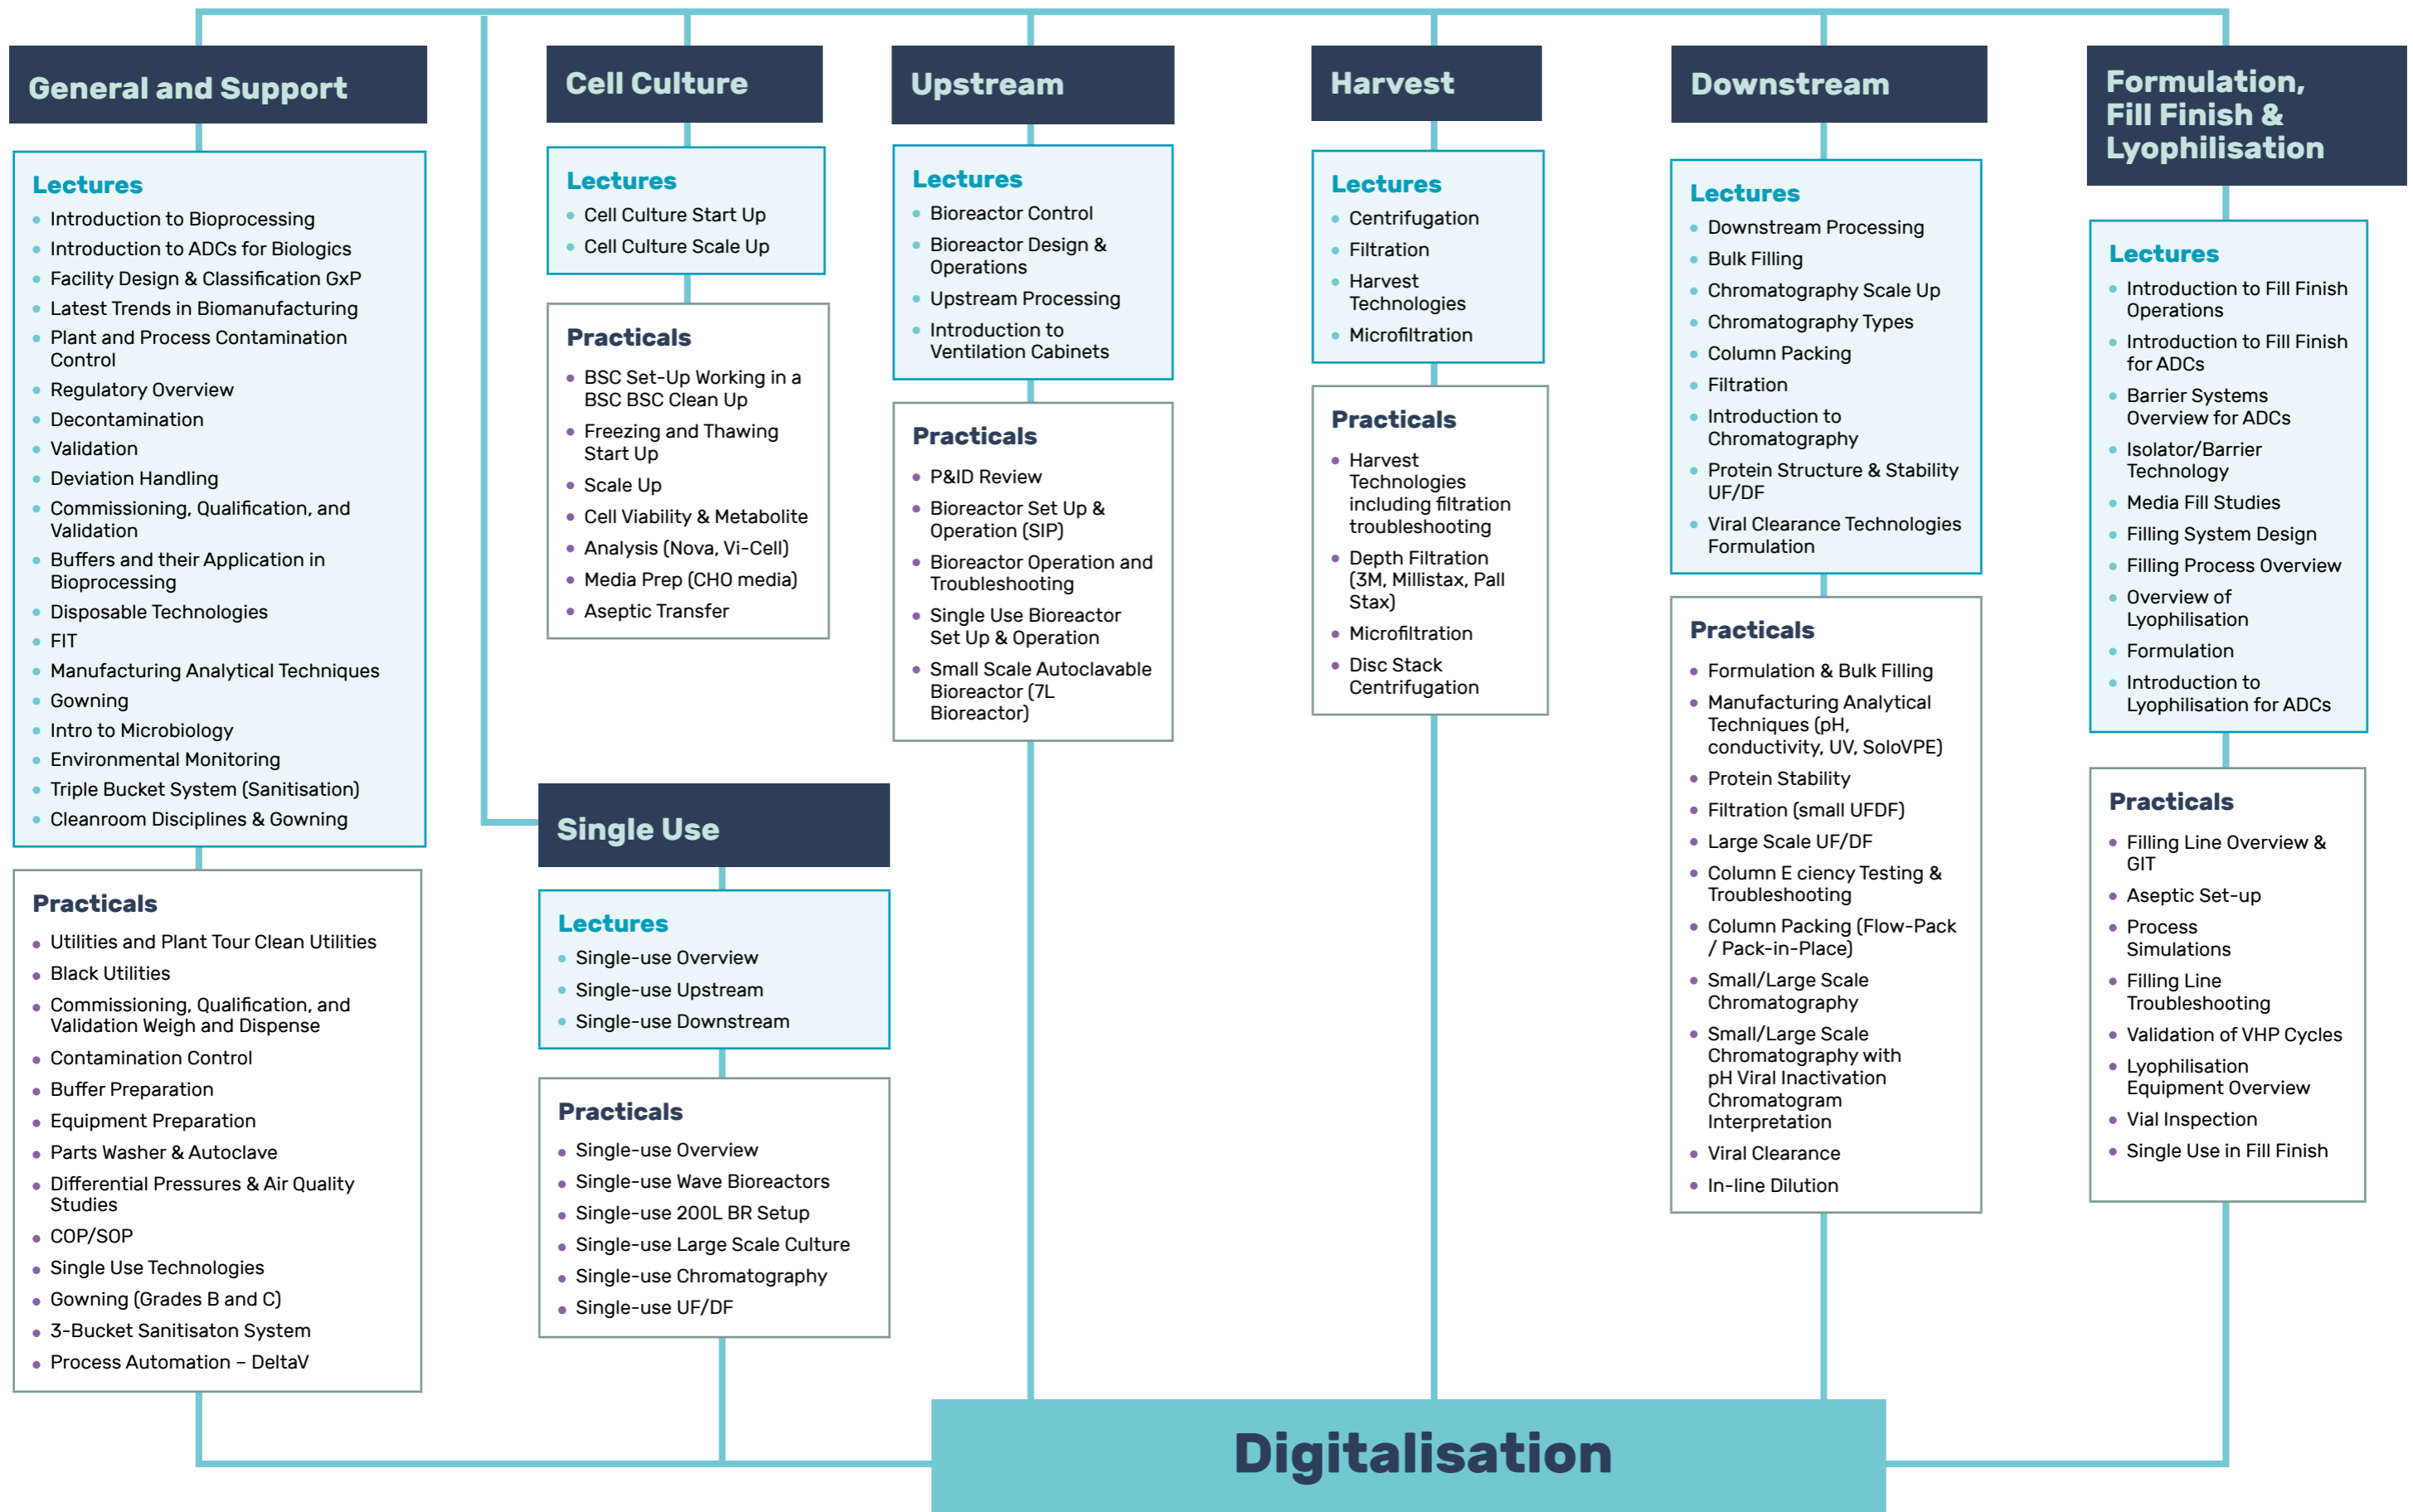 General and Support
Lectures
Introduction to Bioprocessing
Introduction to ADCs for Biologics
Facility Design & Classification GxP
Latest Trends in Biomanufacturing
Plant and Process Contamination
Control
Regulatory Overview
Decontamination
Validation
Deviation Handling
Commissioning, Qualification, and
Validation
Buffers and their Application in
Bioprocessing
Disposable Technologies
FIT
Manufacturing Analytical Techniques
Gowning
Intro to Microbiology
Environmental Monitoring
Triple Bucket System (Sanitisation)
Cleanroom Disciplines & Gowning
Practicals
Utilities and Plant Tour Clean Utilities
Black Utilities
Commissioning, Qualification, and
Validation Weigh and Dispense
Contamination Control
Buffer Preparation
Equipment Preparation
Parts Washer & Autoclave
Differential Pressures & Air Quality
Studies
COP/SOP
Single Use Technologies
Gowning (Grades B and C)
3-Bucket Sanitisaton System
Process Automation – DeltaV
Cell Culture
Lectures
Cell Culture Start Up
Cell Culture Scale Up
Practicals
BSC Set-Up Working in a
BSC BSC Clean Up
Freezing and Thawing
Start Up
Scale Up
Cell Viability & Metabolite
Analysis (Nova, Vi-Cell)
Media Prep (CHO media)
Aseptic Transfer
Single Use
Lectures
Single-use Overview
Single-use Upstream
Single-use Downstream
Practicals
Single-use Overview
Single-use Wave Bioreactors
Single-use 200L BR Setup
Single-use Large Scale Culture
Single-use Chromatography
Single-use UF/DF
Upstream
Lectures
Bioreactor Control
Bioreactor Design &
Operations
Upstream Processing
Introduction to
Ventilation Cabinets
Practicals
P&ID Review
Bioreactor Set Up &
Operation (SIP)
Bioreactor Operation and
Troubleshooting
Single Use Bioreactor
Set Up & Operation
Small Scale Autoclavable
Bioreactor (7L
Bioreactor)
Harvest
Lectures
Centrifugation
Filtration
Harvest
Technologies
Microfiltration
Practicals
Harvest
Technologies
including filtration
troubleshooting
Depth Filtration
(3M, Millistax, Pall
Stax)
Microfiltration
Disc Stack
Centrifugation
Downstream
Lectures
Downstream Processing
Bulk Filling
Chromatography Scale Up
Chromatography Types
Column Packing
Filtration
Introduction to
Chromatography
Protein Structure & Stability
UF/DF
Viral Clearance Technologies
Formulation
Practicals
Formulation & Bulk Filling
Manufacturing Analytical
Techniques (pH,
conductivity, UV, SoloVPE)
Protein Stability
Filtration (small UFDF)
Large Scale UF/DF
Column E ciency Testing &
Troubleshooting
Column Packing (Flow-Pack
/ Pack-in-Place)
Small/Large Scale
Chromatography
Small/Large Scale
Chromatography with
pH Viral Inactivation
Chromatogram
Interpretation
Viral Clearance
In-line Dilution
Formulation,
Fill Finish &
Lyophilisation
Lectures
Introduction to Fill Finish
Operations
Introduction to Fill Finish
for ADCs
Barrier Systems
Overview for ADCs
Isolator/Barrier
Technology
Media Fill Studies
Filling System Design
Filling Process Overview
Overview of
Lyophilisation
Formulation
Introduction to
Lyophilisation for ADCs
Practicals
Filling Line Overview &
GIT
Aseptic Set-up
Process
Simulations
Filling Line
Troubleshooting
Validation of VHP Cycles
Lyophilisation
Equipment Overview
Vial Inspection
Single Use in Fill Finish
Digitalisation